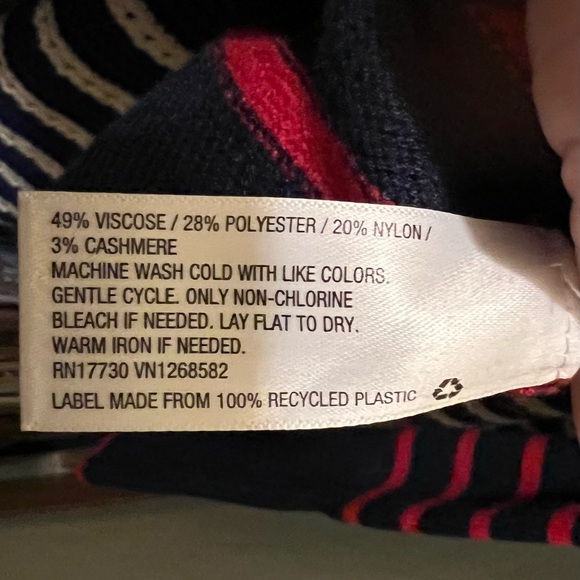 49% VISCOSE / 28% POLYESTER / 20% NYLON /
3% CASHMERE
MACHINE WASH COLD WITH LIKE COLORS.
GENTLE CYCLE. ONLY NON-CHLORINE
BLEACH IF NEEDED. LAY FLAT TO DRY.
WARM IRON IF NEEDED.
RN17730 VN1268582
LABEL MADE FROM 100% RECYCLED PLASTIC